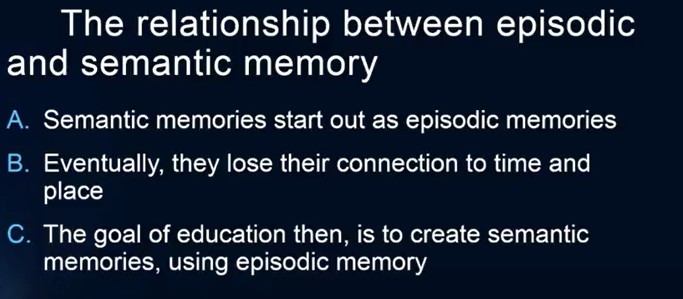 The relationship between episodic
and semantic memory
A. Semantic memories start out as episodic memories
B. Eventually, they lose their connection to time and
place
C. The goal of education then, is to create semantic
memories, using episodic memory